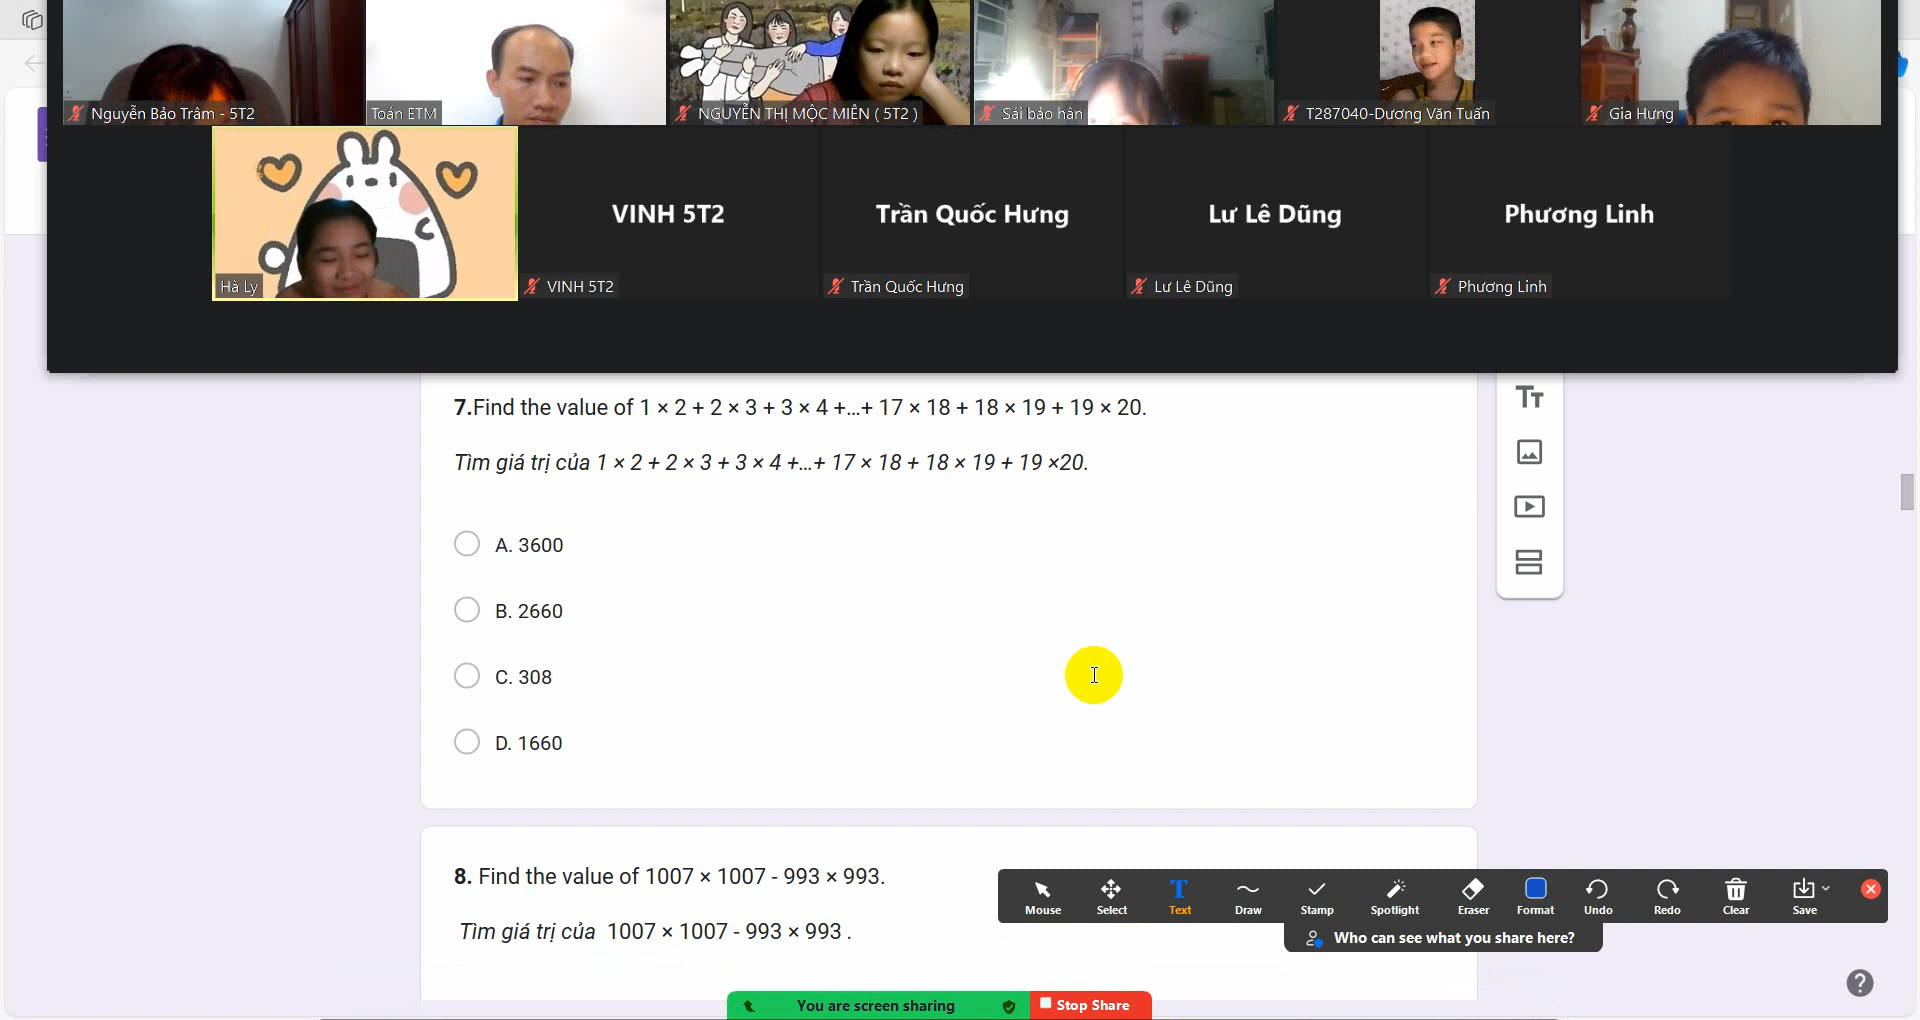 Nguyễn Bảo Trâm - 5T2
Toán ETM
NGUYỄN THỊ MỘC MIÊN ( 5T2 )
Sái bảo hân
T287040-Dương Văn Tuấn
Gia Hưng
Hà Ly
VINH 5T2
VINH 5T2
Trần Quốc Hưng
Trần Quốc Hưng
Lư Lê Dũng
Lư Lê Dũng
Phương Linh
Phương Linh
7.Find the value of 1 × 2 + 2 × 3 + 3 × 4 +...+ 17 × 18 + 18 × 19 + 19 × 20.
Tìm giá trị của 1 × 2 + 2 × 3 + 3 × 4 +...+ 17 × 18 + 18 × 19 + 19 ×20.
A. 3600
B. 2660
C. 308
D. 1660
8. Find the value of 1007 × 1007 - 993 × 993.
Tìm giá trị của 1007 × 1007 - 993 × 993 .
Mouse
Select
Text
Draw
Stamp
Spotlight
Eraser
Format
Undo
Redo
Clear
Save
Who can see what you share here?
You are screen sharing
Stop Share